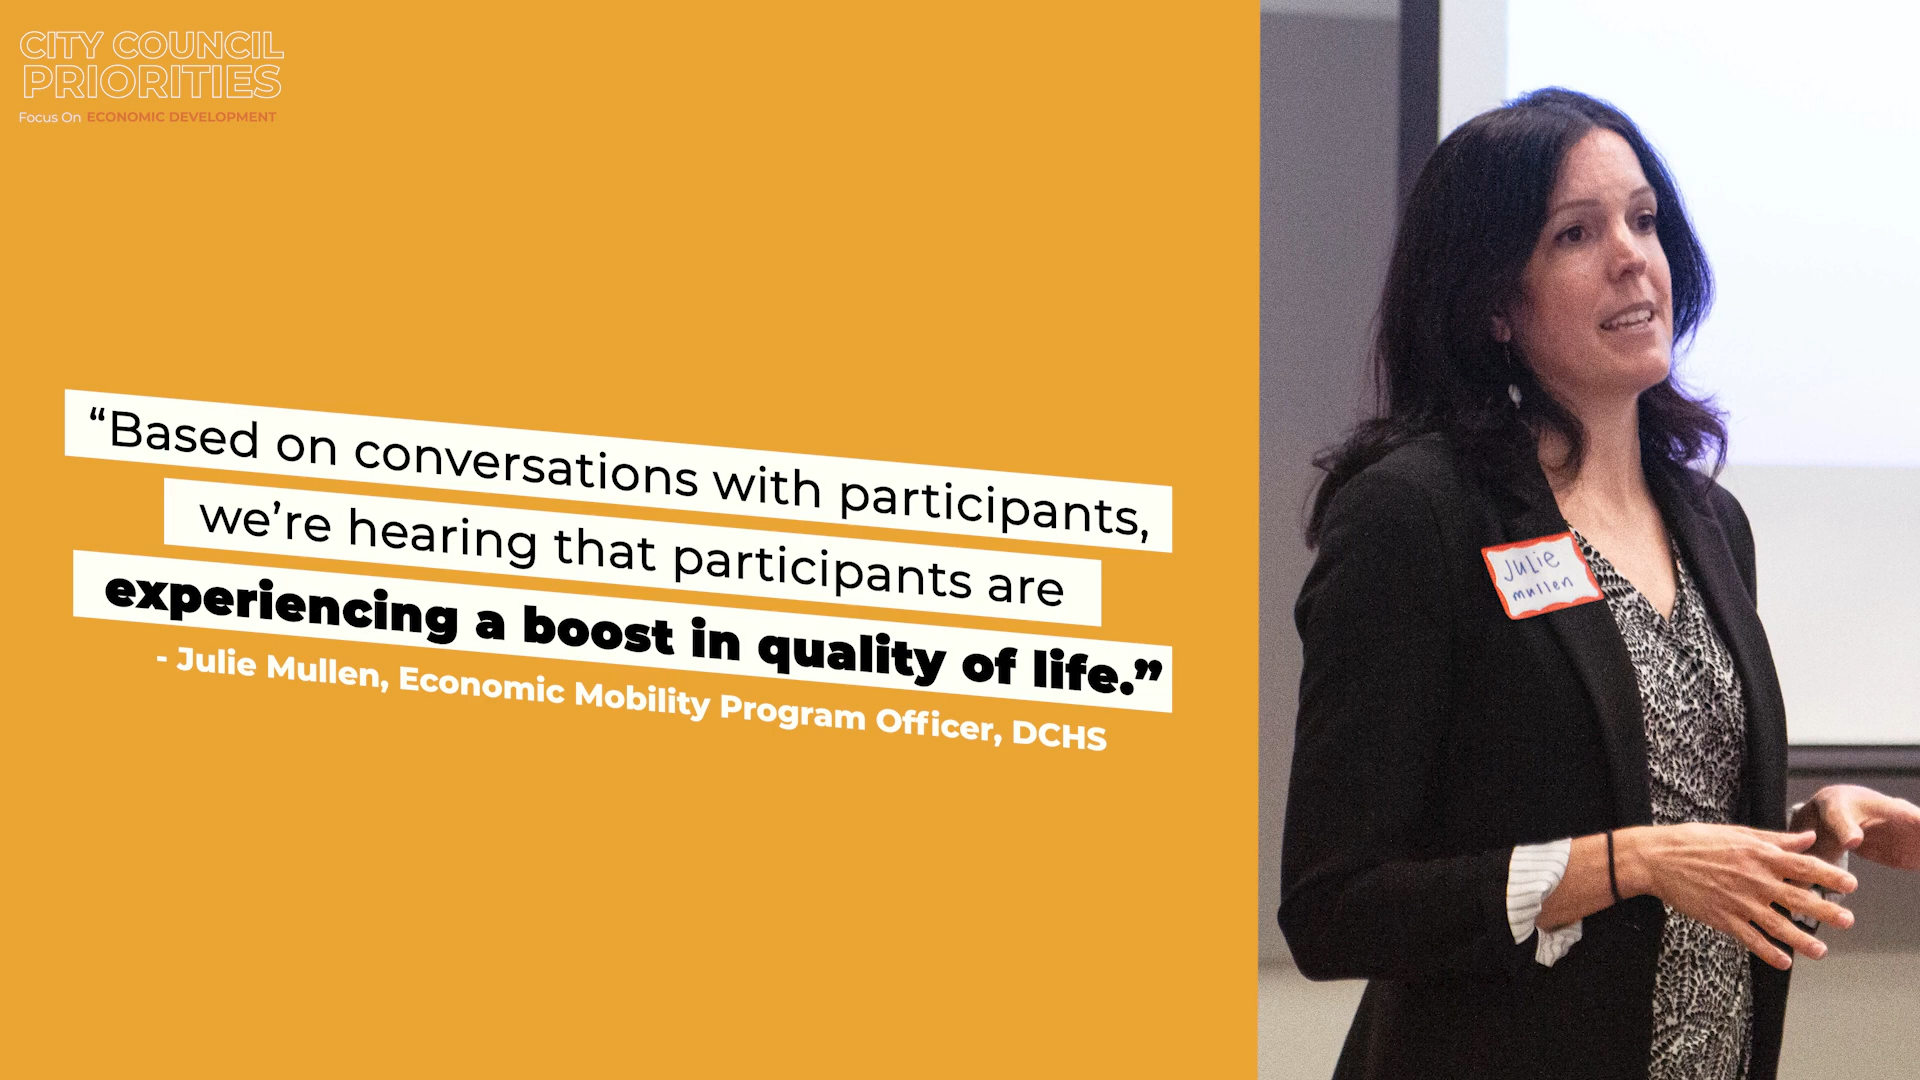 CITY COUNCIL
PRIORITIES
Focus On ECONOMIC DEVELOPMENT
“Based on conversations with participants,
we’re hearing that participants are
experiencing a boost in quality of life.”
- Julie Mullen, Economic Mobility Program Officer, DCHS
Julie
mullen